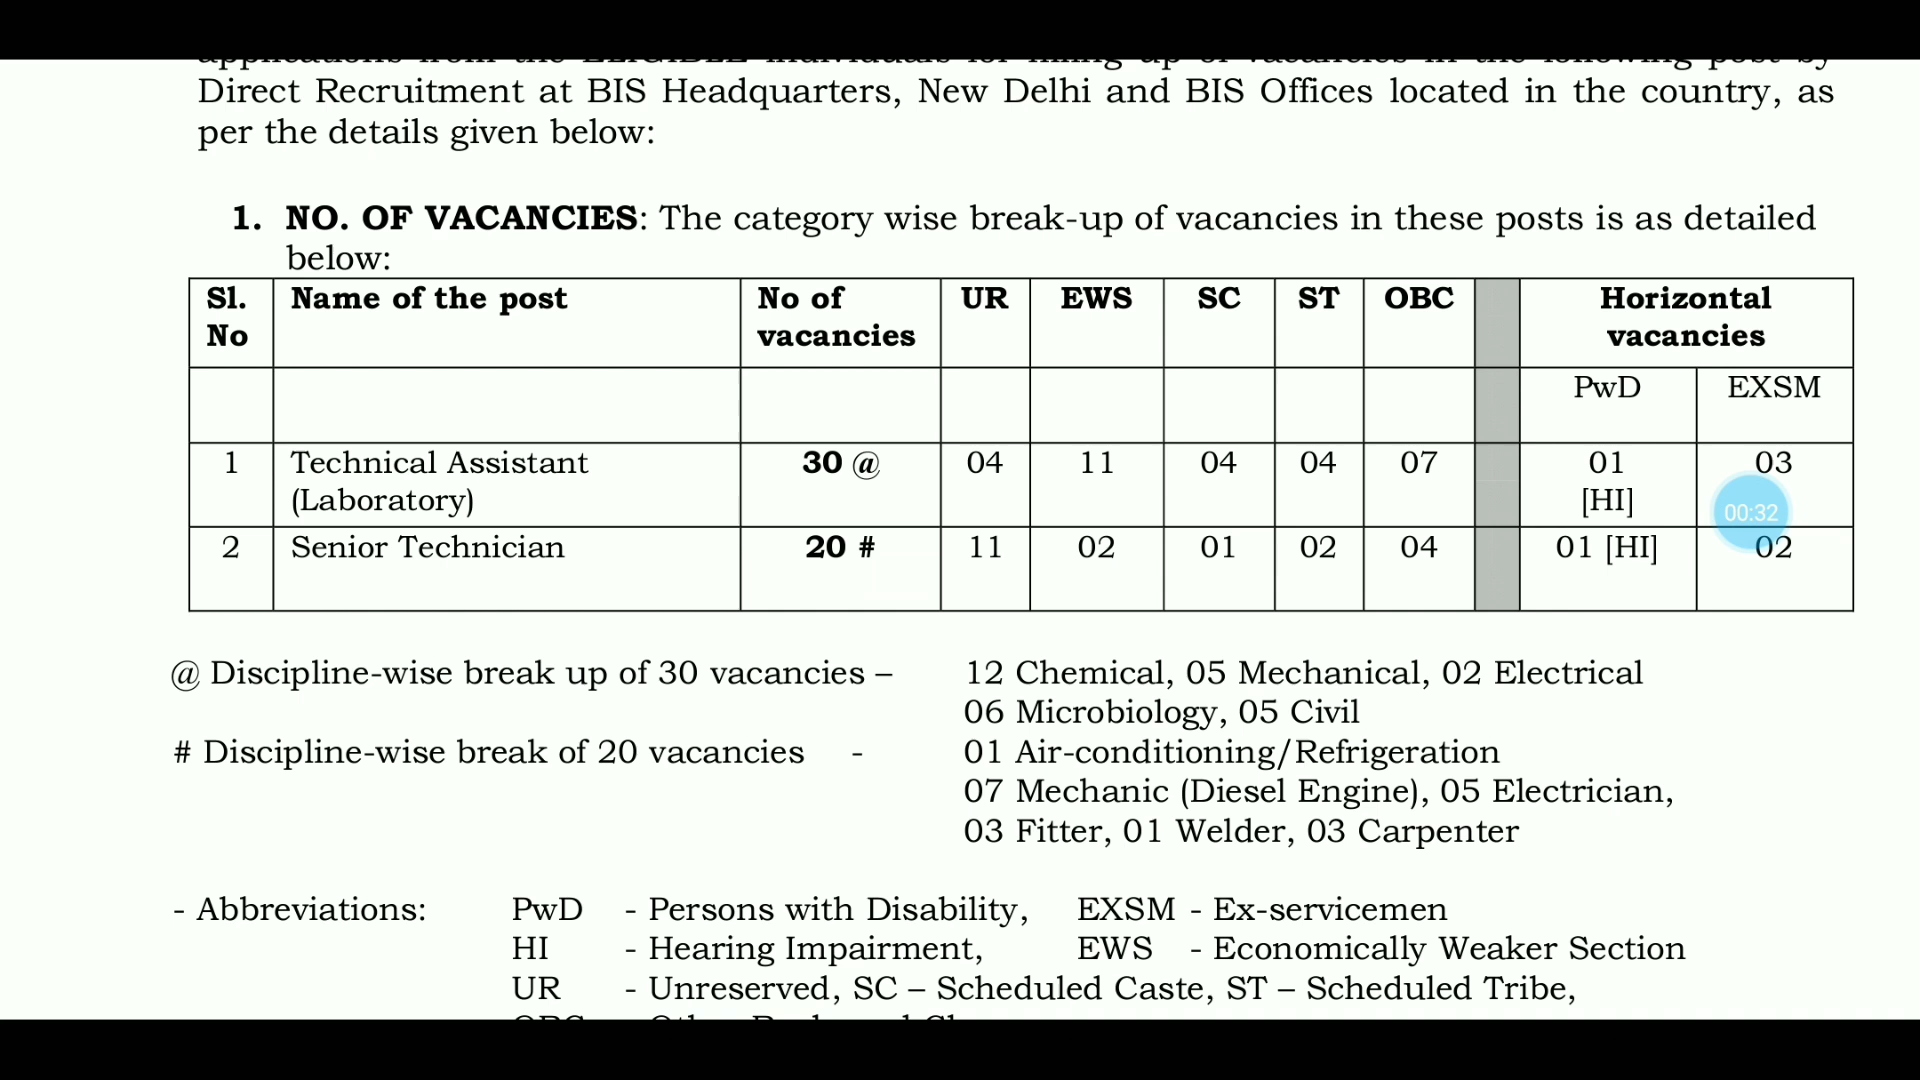 Direct Recruitment at BIS Headquarters, New Delhi and BIS Offices located in the country, as
per the details given below:
1. NO. OF VACANCIES: The category wise break-up of vacancies in these posts is as detailed
below:
Sl. No Name of the post No of vacancies UR EWS SC ST OBC Horizontal vacancies
PwD EXSM
1 Technical Assistant (Laboratory) 30 @ 04 11 04 04 07 01 [HI] 03
00:32
2 Senior Technician 20 # 11 02 01 02 04 01 [HI] 02
@ Discipline-wise break up of 30 vacancies – 12 Chemical, 05 Mechanical, 02 Electrical
06 Microbiology, 05 Civil
# Discipline-wise break of 20 vacancies - 01 Air-conditioning/Refrigeration
07 Mechanic (Diesel Engine), 05 Electrician,
03 Fitter, 01 Welder, 03 Carpenter
- Abbreviations: PwD - Persons with Disability, EXSM - Ex-servicemen
HI - Hearing Impairment, EWS - Economically Weaker Section
UR - Unreserved, SC – Scheduled Caste, ST – Scheduled Tribe,